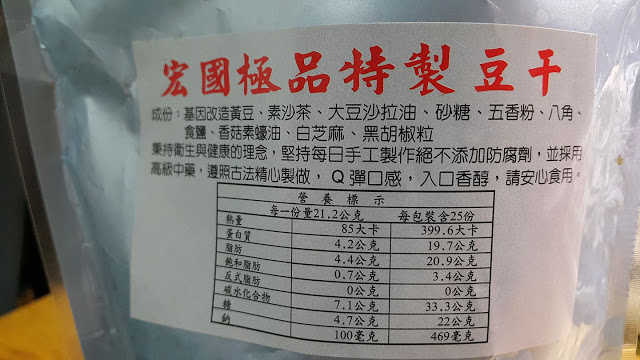 宏國極品特製豆干
成份：基因改造黃豆、素沙茶、大豆沙拉油、砂糖、五香粉、八角、
食鹽、香菇素蠔油、白芝麻、黑胡椒粒
秉持衛生與健康的理念，堅持每日手工製作絕不添加防腐劑，並採用
高級中藥，遵照古法精心製做，Q彈口感，入口香醇，請安心食用。
營養標示
每一份量21.2公克 每包裝含25份
熱量 85大卡 399.6大卡
蛋白質 4.2公克 19.7公克
脂肪 4.4公克 20.9公克
飽和脂肪 0.7公克 3.4公克
反式脂肪 0公克 0公克
碳水化合物 7.1公克 33.3公克
糖 4.7公克 22公克
鈉 100毫克 469毫克